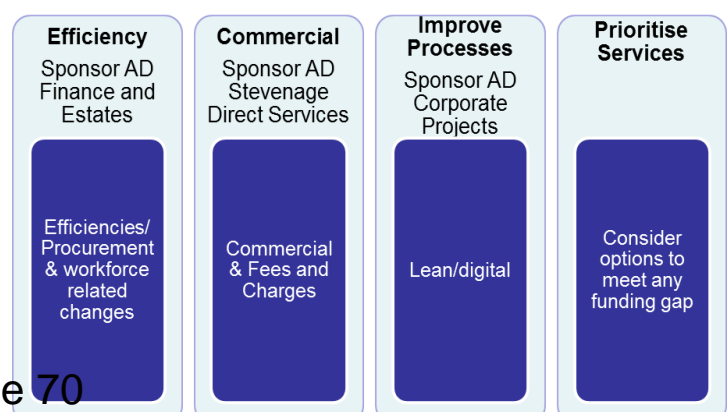 Efficiency
Sponsor AD
Finance and
Estates
Efficiencies/
Procurement
& workforce
related
changes
Commercial
Sponsor AD
Stevenage
Direct Services
Commercial
& Fees and
Charges
Improve
Processes
Sponsor AD
Corporate
Projects
Lean/digital
Prioritise
Services
Consider
options to
meet any
funding gap
e 70